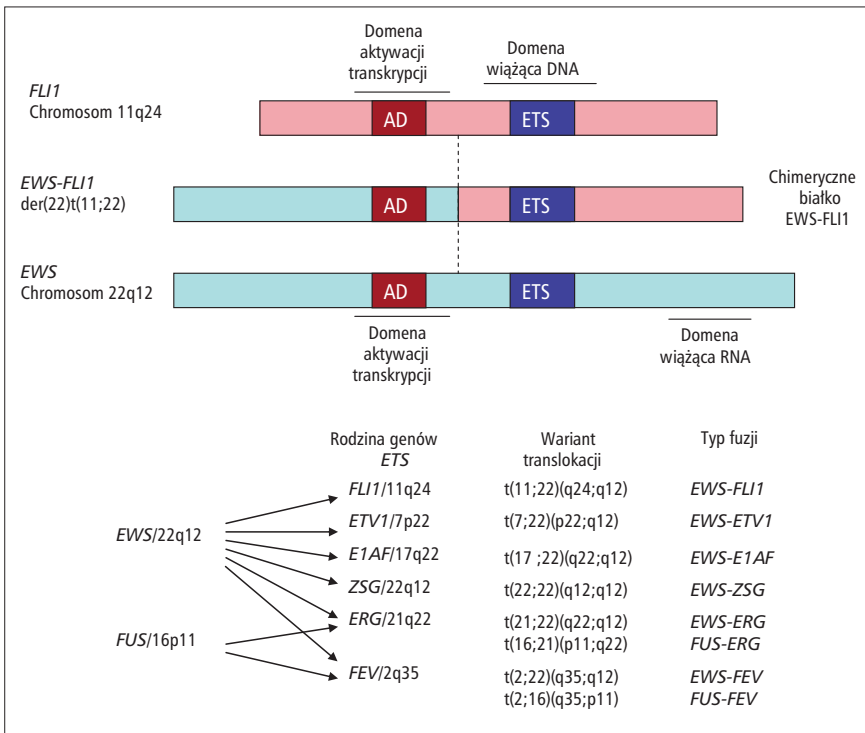 Domena
aktywacji
transkrypcji
Domena
wiążąca DNA
FLI1
Chromosom 11q24
AD
ETS
EWS-FLI1
der(22)t(11;22)
AD
ETS
Chimeryczne
białko
EWS-FLI1
EWS
Chromosom 22q12
AD
ETS
Domena
aktywacji
transkrypcji
Domena
wiążąca RNA
Rodzina genów
ETS
Wariant
translokacji
Typ fuzji
EWS/22q12
FUS/16p11
FLI1/11q24 t(11;22)(q24;q12) EWS-FLI1
ETV1/7p22 t(7;22)(p22;q12) EWS-ETV1
E1AF/17q22 t(17 ;22)(q22;q12) EWS-E1AF
ZSG/22q12 t(22;22)(q12;q12) EWS-ZSG
ERG/21q22 t(21;22)(q22;q12) EWS-ERG
t(16;21)(p11;q22) FUS-ERG
FEV/2q35 t(2;22)(q35;q12) EWS-FEV
t(2;16)(q35;p11) FUS-FEV